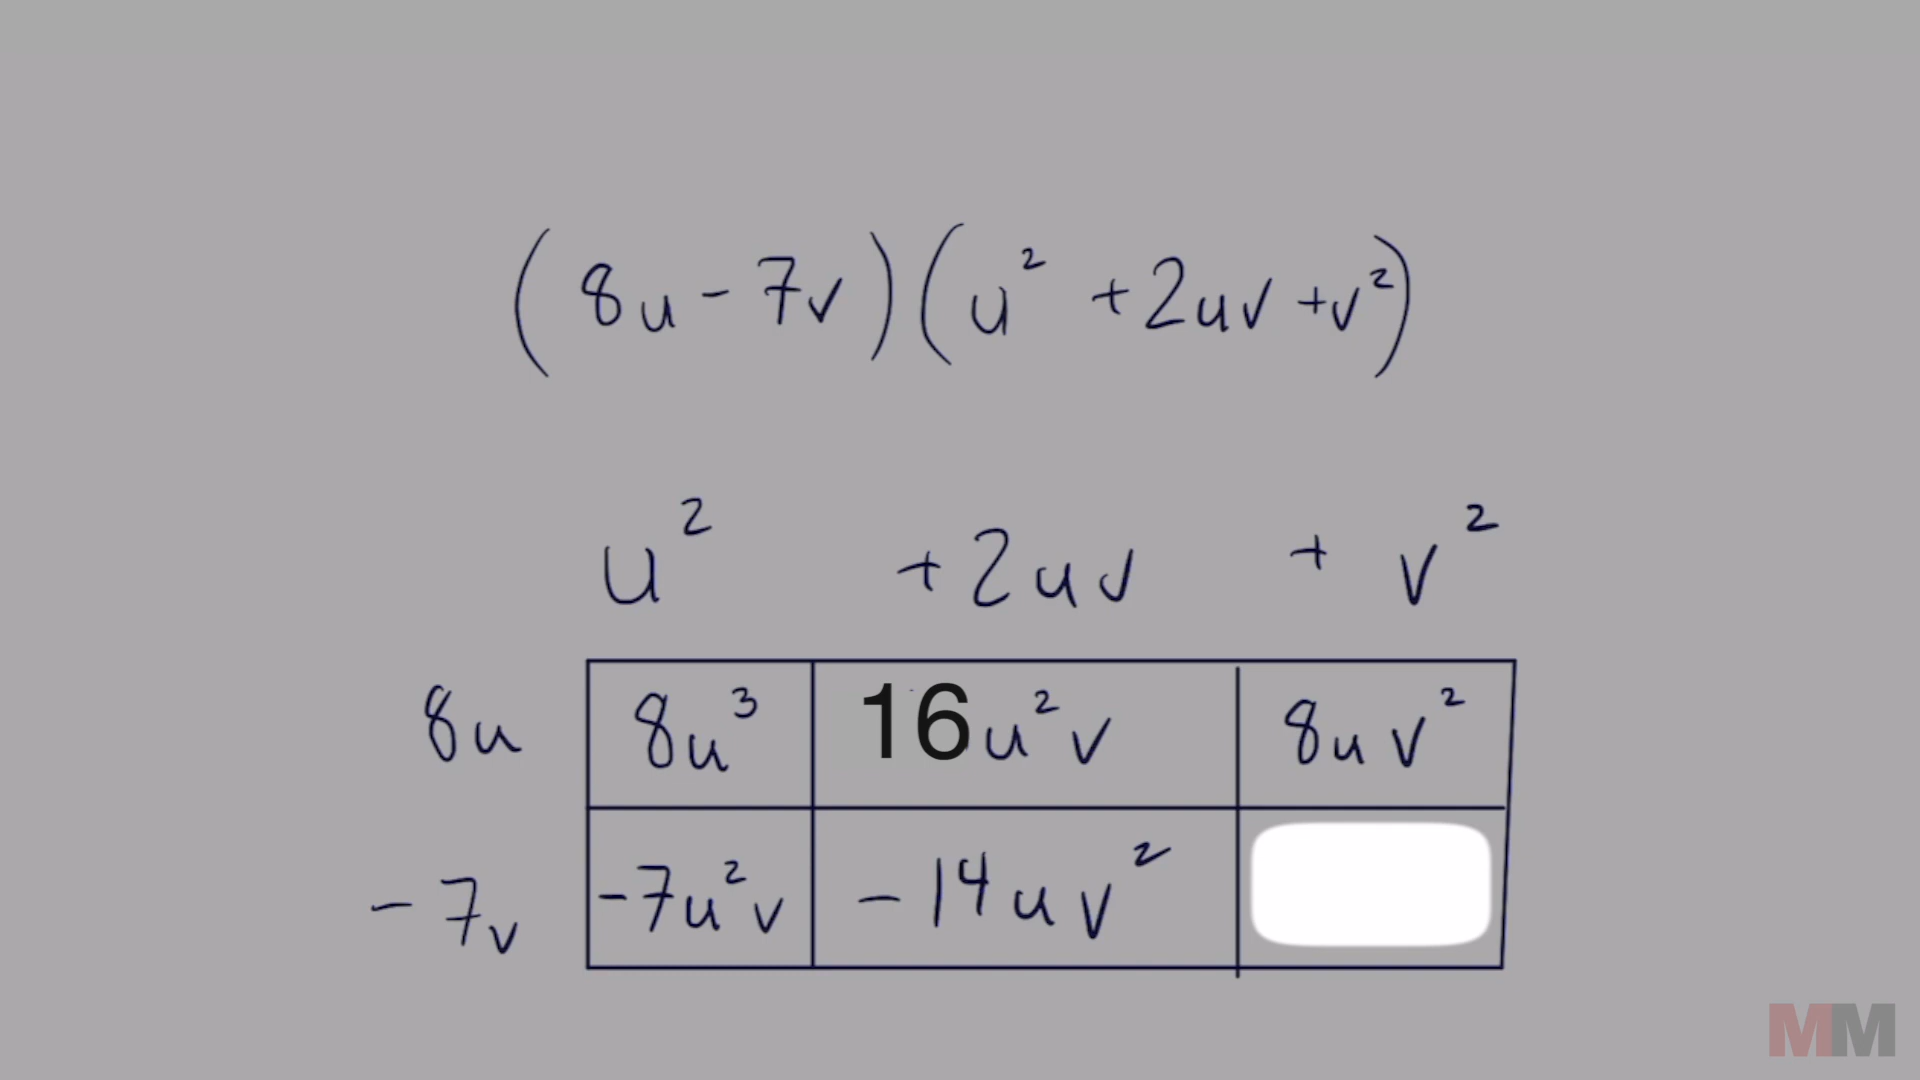 (8u - 7v)(u² + 2uv + v²)
u² + 2uv + v²
8u 8u³ 16u²v 8uv²
-7v -7u²v -14uv²
MM